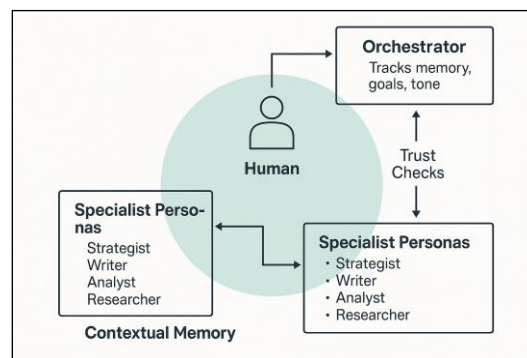 Orchestrator
Tracks memory,
goals, tone
Human
Trust
Checks
Specialist Perso-
nas
Strategist
Writer
Analyst
Researcher
Specialist Personas
• Strategist
• Writer
• Analyst
• Researcher
Contextual Memory